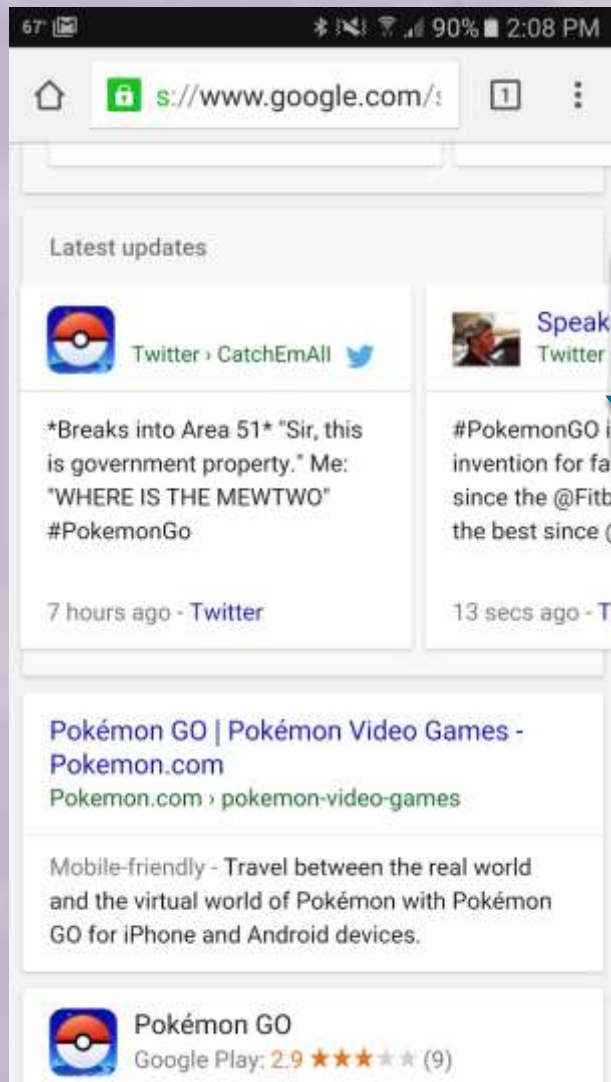 67°
90% 2:08 PM
s://www.google.com/s
1
Latest updates
Twitter › CatchEmAll
*Breaks into Area 51* "Sir, this
is government property." Me:
"WHERE IS THE MEWTWO"
#PokemonGo
7 hours ago - Twitter
Speak
Twitter
#PokemonGO i
invention for fa
since the @Fitb
the best since @
13 secs ago - T
Pokémon GO | Pokémon Video Games -
Pokemon.com
Pokemon.com › pokemon-video-games
Mobile-friendly - Travel between the real world
and the virtual world of Pokémon with Pokémon
GO for iPhone and Android devices.
Pokémon GO
Google Play: 2.9 ★★★★★ (9)